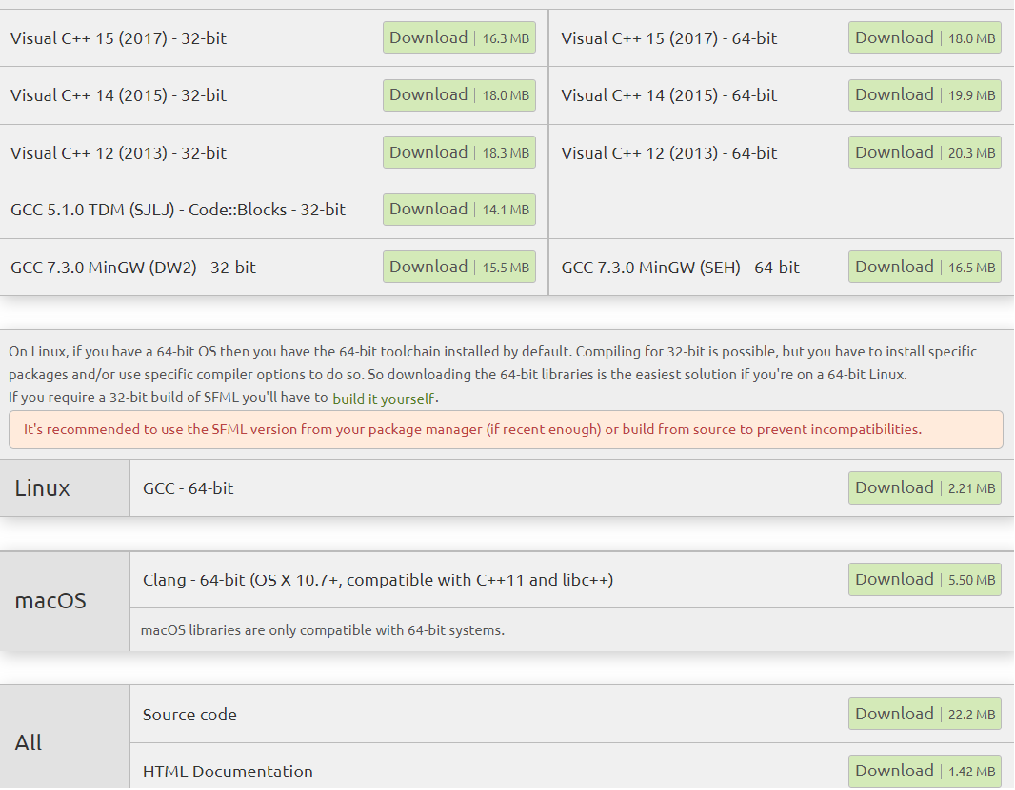 Visual C++ 15 (2017) - 32-bit Download | 16.3 MB Visual C++ 15 (2017) - 64-bit Download | 18.0 MB
Visual C++ 14 (2015) - 32-bit Download | 18.0 MB Visual C++ 14 (2015) - 64-bit Download | 19.9 MB
Visual C++ 12 (2013) - 32-bit Download | 18.3 MB Visual C++ 12 (2013) - 64-bit Download | 20.3 MB
GCC 5.1.0 TDM (SJLJ) - Code::Blocks - 32-bit Download | 14.1 MB
GCC 7.3.0 MinGW (DW2) - 32-bit Download | 15.5 MB GCC 7.3.0 MinGW (SEH) - 64-bit Download | 16.5 MB
On Linux, if you have a 64-bit OS then you have the 64-bit toolchain installed by default. Compiling for 32-bit is possible, but you have to install specific
packages and/or use specific compiler options to do so. So downloading the 64-bit libraries is the easiest solution if you're on a 64-bit Linux.
If you require a 32-bit build of SFML you'll have to build it yourself.
It's recommended to use the SFML version from your package manager (if recent enough) or build from source to prevent incompatibilities.
Linux GCC - 64-bit Download | 2.21 MB
macOS Clang - 64-bit (OS X 10.7+, compatible with C++11 and libc++) Download | 5.50 MB
macOS libraries are only compatible with 64-bit systems.
All Source code Download | 22.2 MB
HTML Documentation Download | 1.42 MB